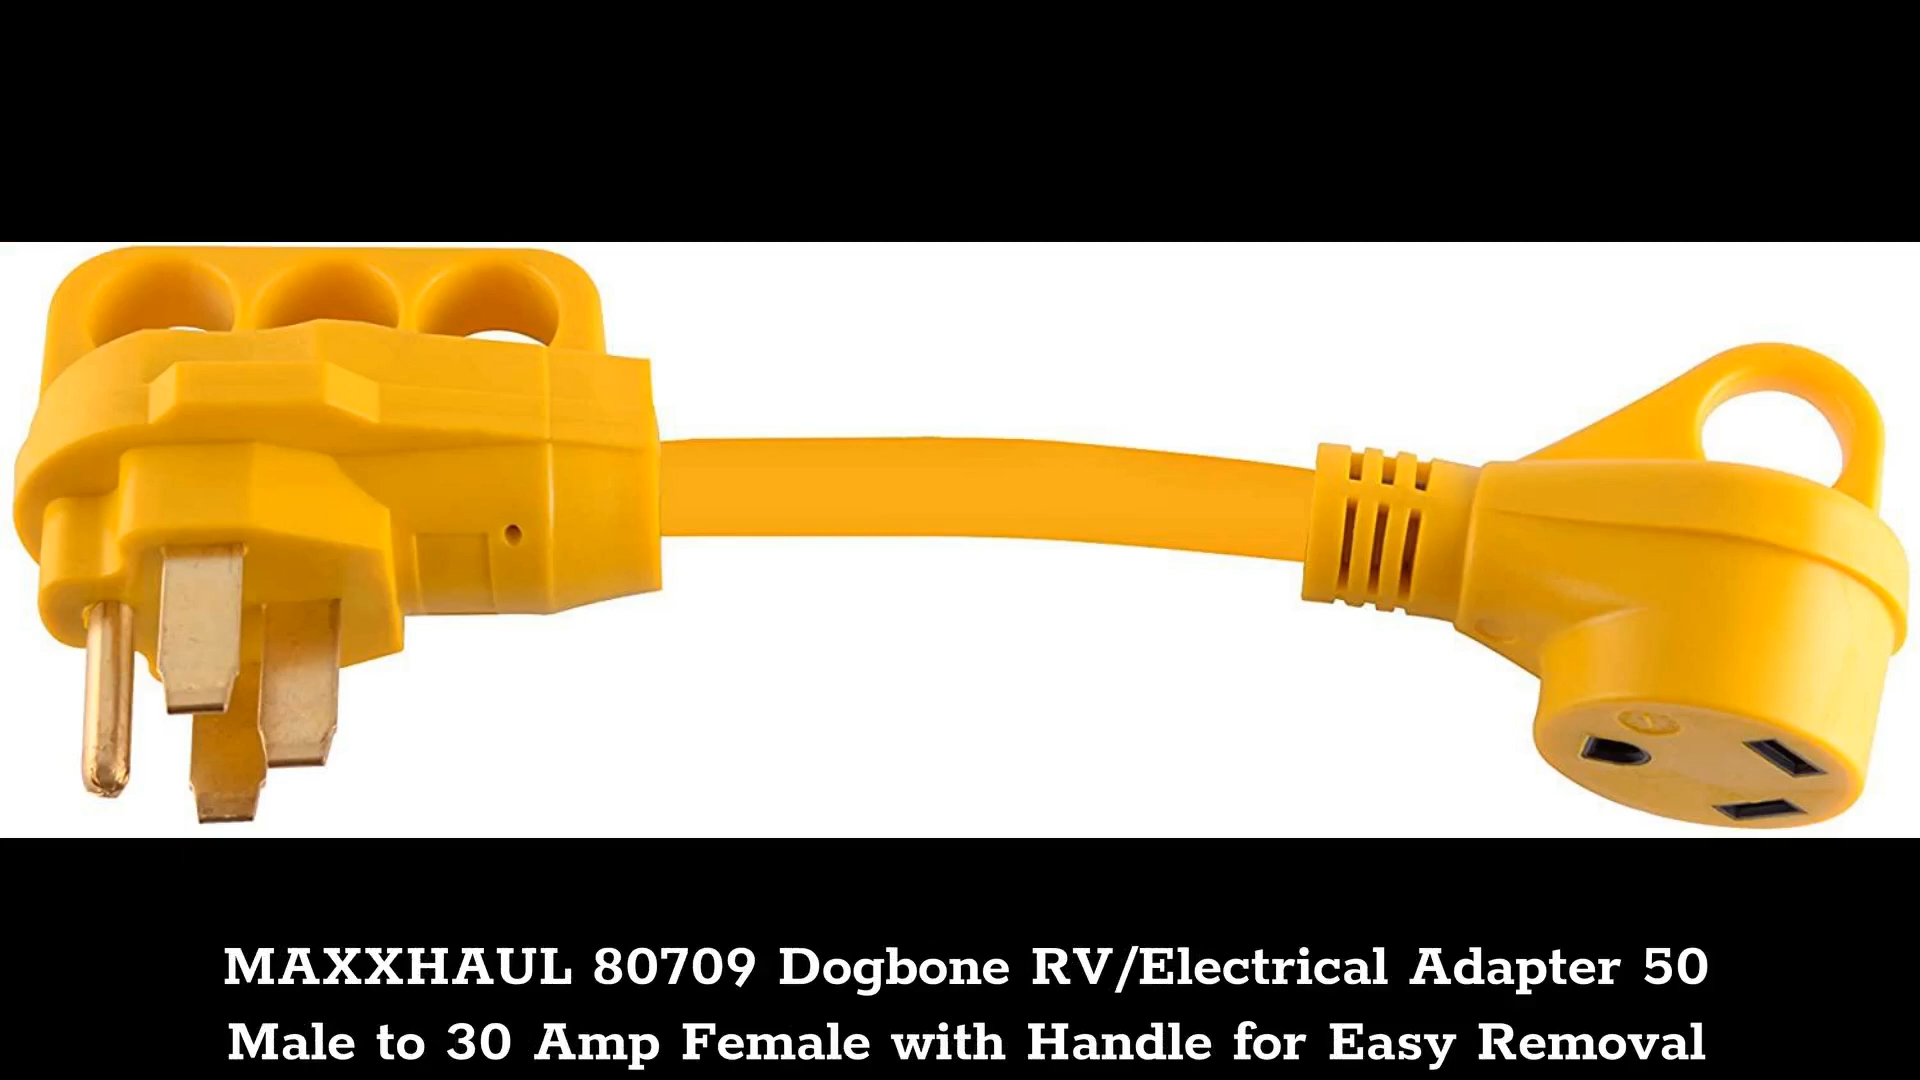 MAXXHAUL 80709 Dogbone RV/Electrical Adapter 50
Male to 30 Amp Female with Handle for Easy Removal